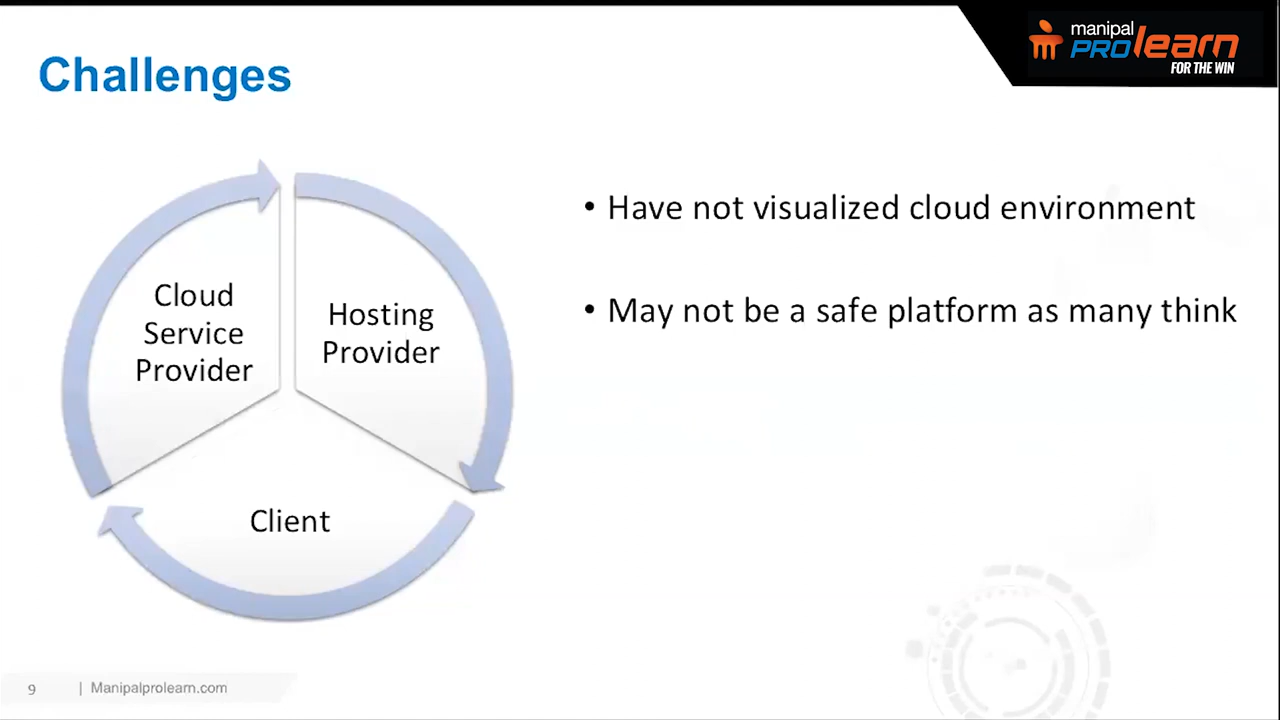 manipal
PROlearn
FOR THE WIN
Challenges
Cloud
Service
Provider
Hosting
Provider
Client
• Have not visualized cloud environment
• May not be a safe platform as many think
9 | Manipalprolearn.com